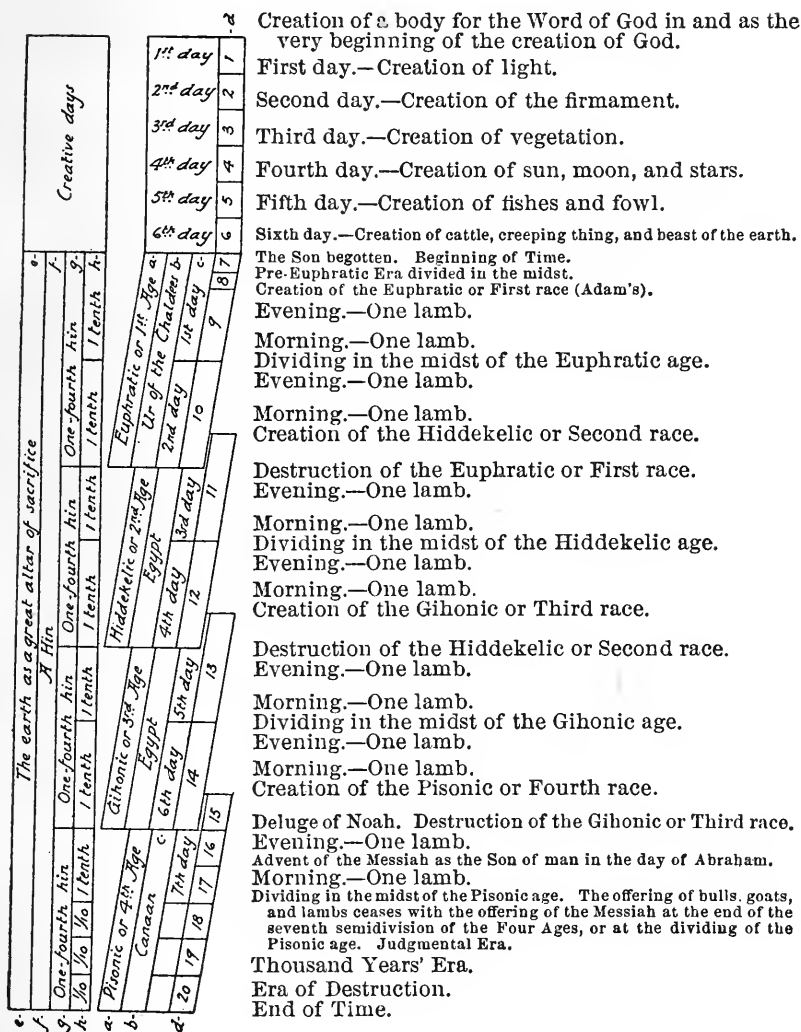 Creation of a body for the Word of God in and as the
very beginning of the creation of God.
First day.—Creation of light.
Second day.—Creation of the firmament.
Third day.—Creation of vegetation.
Fourth day.—Creation of sun, moon, and stars.
Fifth day.—Creation of fishes and fowl.
Sixth day.—Creation of cattle, creeping thing, and beast of the earth.
The Son begotten. Beginning of Time.
Pre-Euphratic Era divided in the midst.
Creation of the Euphratic or First race (Adam's).
Evening.—One lamb.
Morning.—One lamb.
Dividing in the midst of the Euphratic age.
Evening.—One lamb.
Morning.—One lamb.
Creation of the Hiddekelic or Second race.
Destruction of the Euphratic or First race.
Evening.—One lamb.
Morning.—One lamb.
Dividing in the midst of the Hiddekelic age.
Evening.—One lamb.
Morning.—One lamb.
Creation of the Gihonic or Third race.
Destruction of the Hiddekelic or Second race.
Evening.—One lamb.
Morning.—One lamb.
Dividing in the midst of the Gihonic age.
Evening.—One lamb.
Morning.—One lamb.
Creation of the Pisonic or Fourth race.
Deluge of Noah. Destruction of the Gihonic or Third race.
Evening.—One lamb.
Advent of the Messiah as the Son of man in the day of Abraham.
Morning.—One lamb.
Dividing in the midst of the Pisonic age. The offering of bulls, goats,
and lambs ceases with the offering of the Messiah at the end of the
seventh semidivision of the Four Ages, or at the dividing of the
Pisonic age. Judgmental Era.
Thousand Years' Era.
Era of Destruction.
End of Time.
Creative days
1st day 1
2nd day 2
3rd day 3
4th day 4
5th day 5
6th day 6
7
8
e. The earth as a great altar of sacrifice e.
f. A Hin f.
g. One-fourth hin One-fourth hin One-fourth hin One-fourth hin g.
h. 1/10 1/10 1/10 1 tenth 1 tenth 1 tenth 1 tenth 1 tenth 1 tenth 1 tenth h.
Euphratic or 1st Age a.
Ur of the Chaldees b.
2nd day 1st day c.
10 9
Hiddekelic or 2nd Age
Egypt
4th day 3rd day
12 11
Gihonic or 3rd Age
Egypt
6th day 5th day
14 13
a. Pisonic or 4th Age
b. Canaan c.
7th day
d. 20 19 18 17 16 15
d.